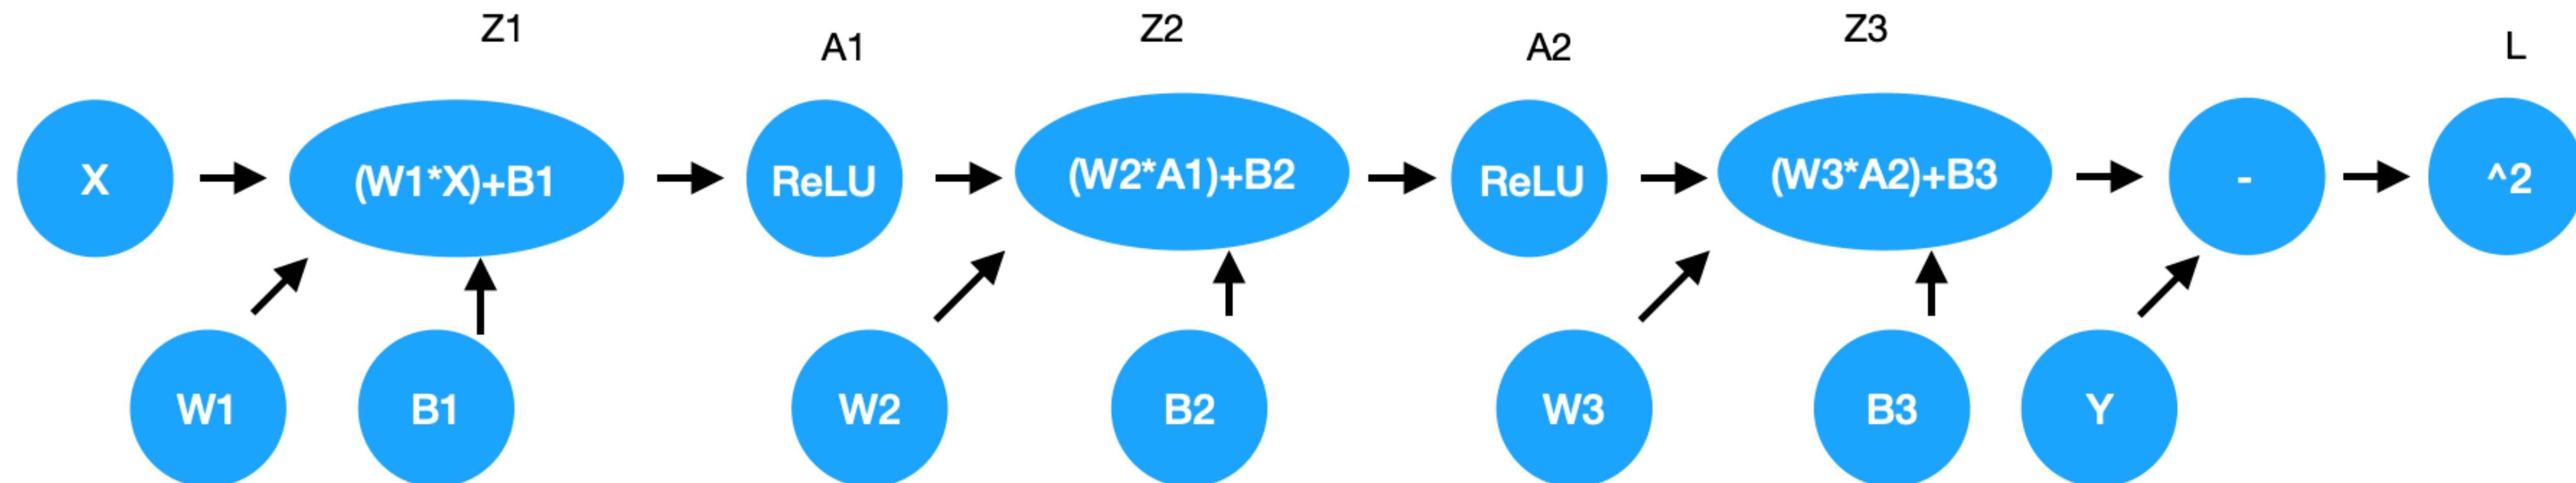 Z1
A1
Z2
A2
Z3
L
X
(W1*X)+B1
ReLU
(W2*A1)+B2
ReLU
(W3*A2)+B3
-
^2
W1
B1
W2
B2
W3
B3
Y